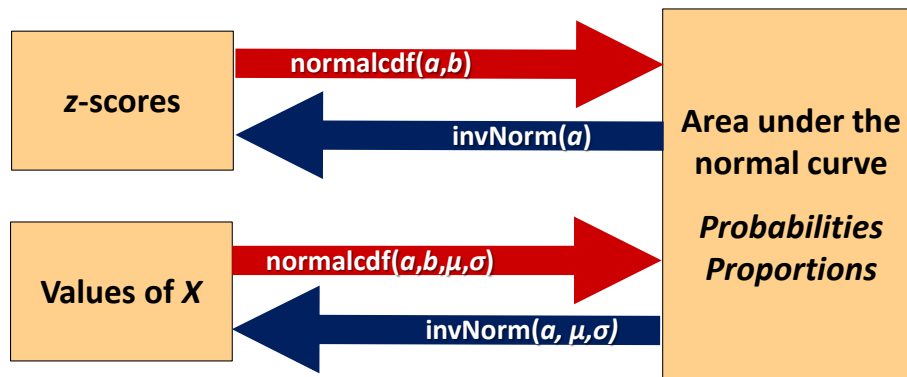 z-scores
normalcdf(a,b)
invNorm(a)
Values of X
normalcdf(a,b,μ,σ)
invNorm(a, μ,σ)
Area under the
normal curve
Probabilities
Proportions